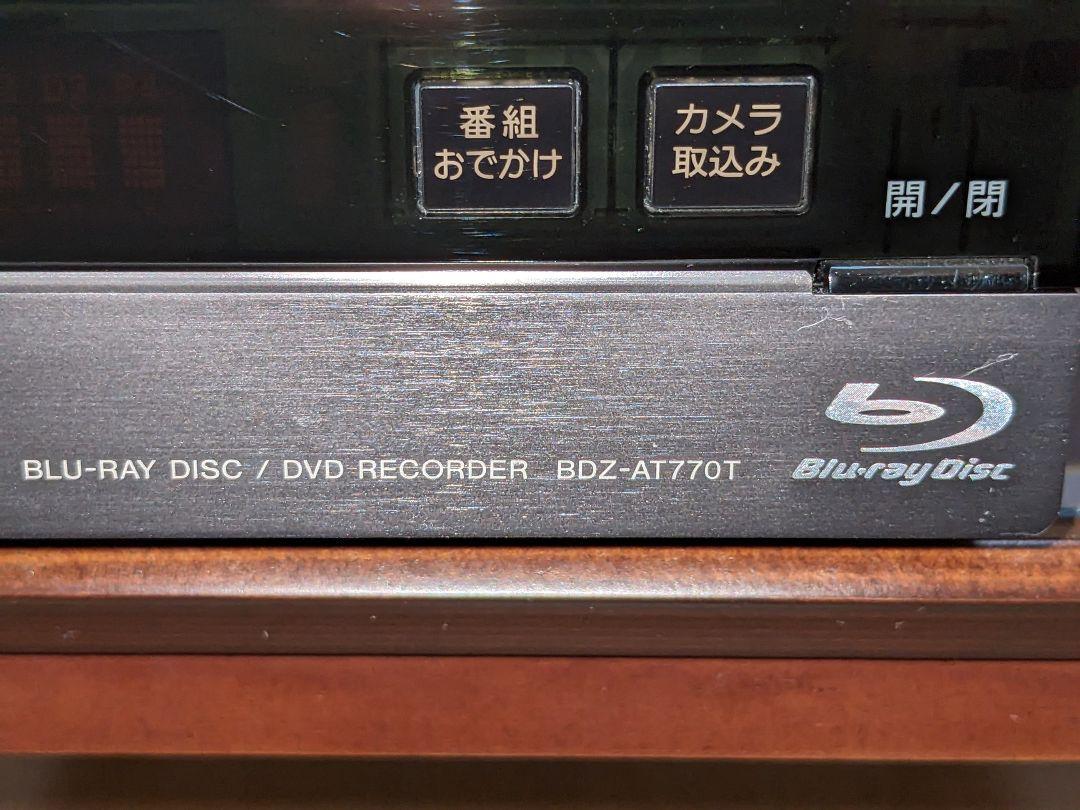 番組
おでかけ
カメラ
取込み
開/閉
BLU-RAY DISC / DVD RECORDER BDZ-AT770T
Blu-ray Disc